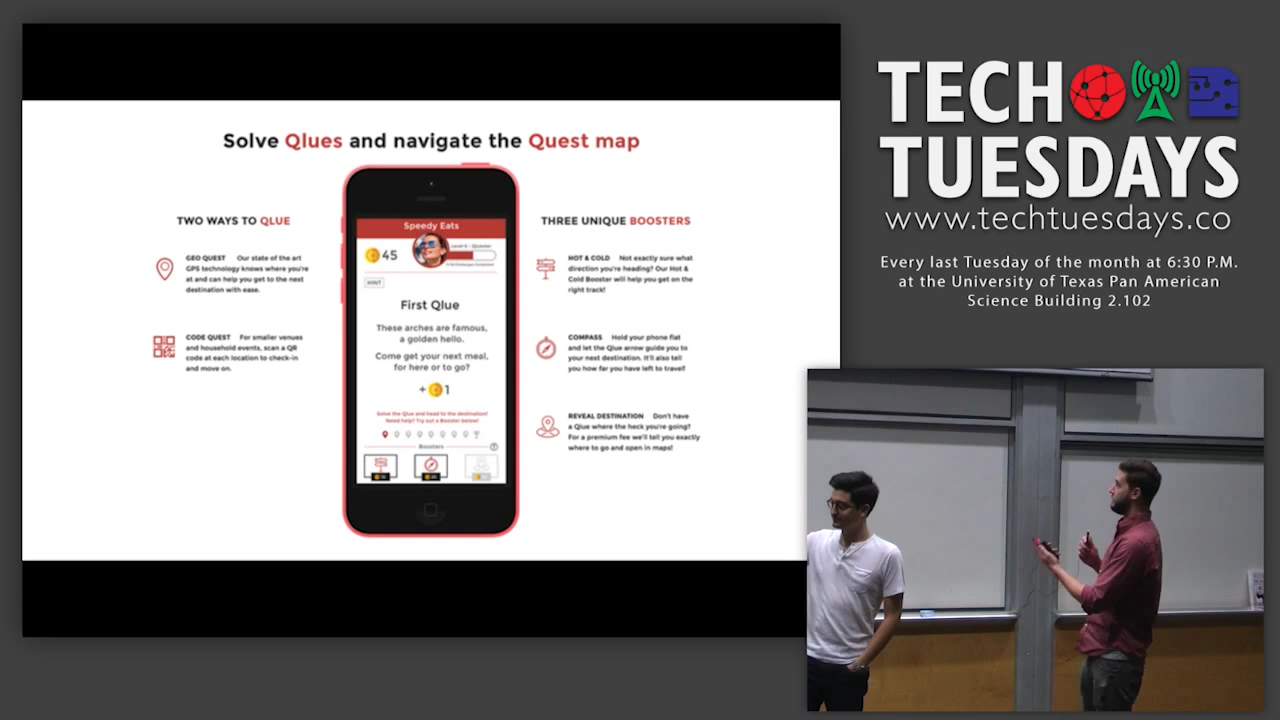 Solve Qlues and navigate the Quest map
TWO WAYS TO QLUE
GEO QUEST Our state of the art
GPS technology knows where you're
at and can help you get to the next
destination with ease.
CODE QUEST For smaller venues
and household events, scan a QR
code at each location to check-in
and move on.
Speedy Eats
45
Level 6 - Qluster
HINT
First Qlue
These arches are famous,
a golden hello.
Come get your next meal,
for here or to go?
+ 1
Solve the Qlue and head to the destination!
Need help? Try out a Booster below!
Boosters
THREE UNIQUE BOOSTERS
HOT & COLD Not exactly sure what
direction you're heading? Our Hot &
Cold Booster will help you get on the
right track!
COMPASS Hold your phone flat
and let the Qlue arrow guide you to
your next destination. It'll also tell
you how far you have left to travel!
REVEAL DESTINATION Don't have
a Qlue where the heck you're going?
For a premium fee we'll tell you exactly
where to go and open in maps!
TECH
TUESDAYS
www.techtuesdays.co
Every last Tuesday of the month at 6:30 P.M.
at the University of Texas Pan American
Science Building 2.102